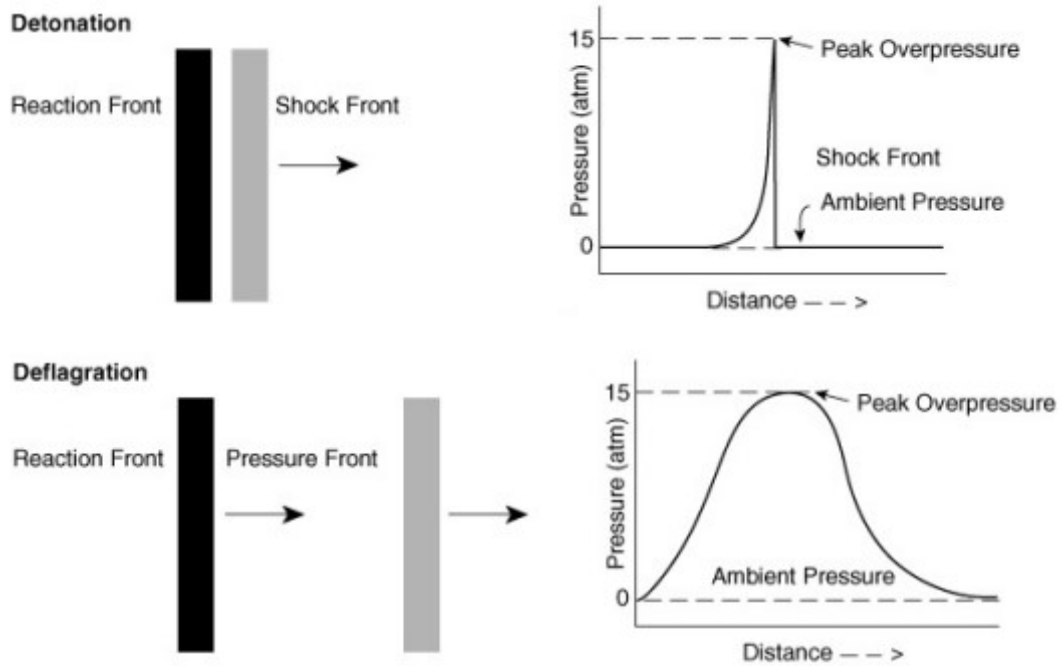 Detonation
Reaction Front
Shock Front
15
Peak Overpressure
Pressure (atm)
Shock Front
Ambient Pressure
0
Distance — — >
Deflagration
Reaction Front
Pressure Front
15
Peak Overpressure
Pressure (atm)
Ambient Pressure
0
Distance — — >